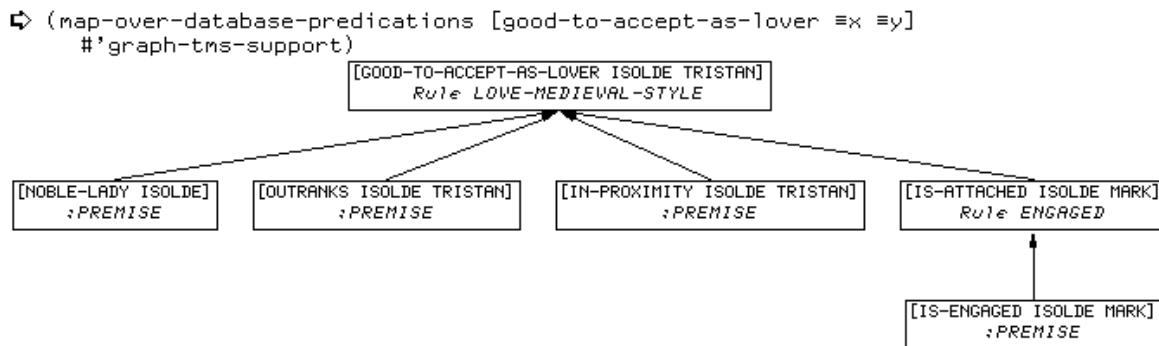 (map-over-database-predications [good-to-accept-as-lover ≡x ≡y]
#'graph-tms-support)
[GOOD-TO-ACCEPT-AS-LOVER ISOLDE TRISTAN]
Rule LOVE-MEDIEVAL-STYLE
[NOBLE-LADY ISOLDE]
:PREMISE
[OUTRANKS ISOLDE TRISTAN]
:PREMISE
[IN-PROXIMITY ISOLDE TRISTAN]
:PREMISE
[IS-ATTACHED ISOLDE MARK]
Rule ENGAGED
[IS-ENGAGED ISOLDE MARK]
:PREMISE